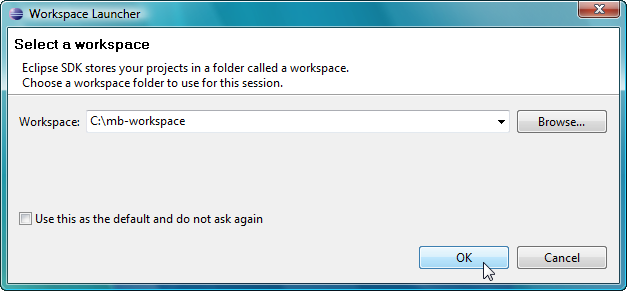 Workspace Launcher
Select a workspace
Eclipse SDK stores your projects in a folder called a workspace.
Choose a workspace folder to use for this session.
Workspace: C:\mb-workspace Browse...
Use this as the default and do not ask again
OK Cancel